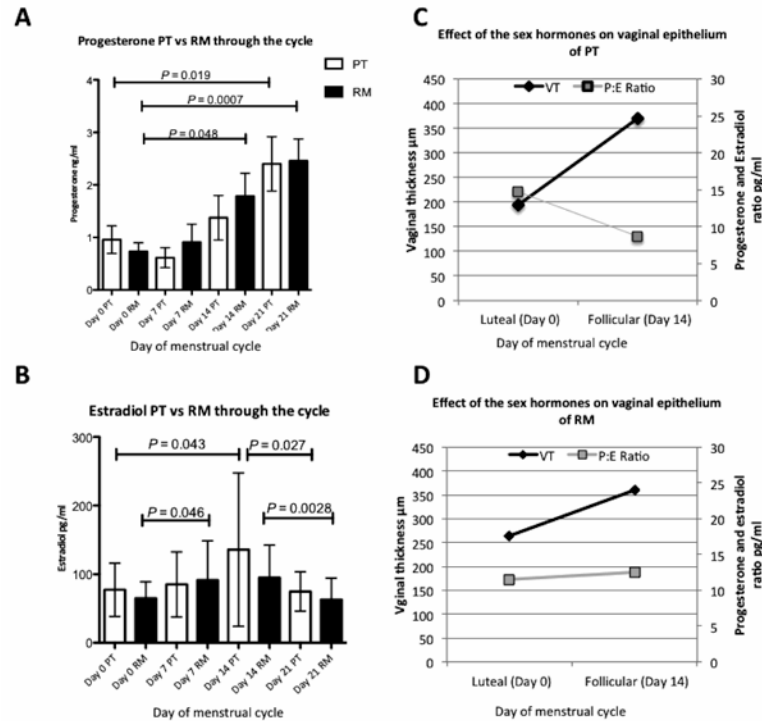 A
Progesterone PT vs RM through the cycle
PT
RM
P = 0.019
P = 0.0007
P = 0.048
Progesterone ng/ml
4
3
2
1
0
Day 0 PT
Day 0 RM
Day 7 PT
Day 7 RM
Day 14 PT
Day 14 RM
Day 21 PT
Day 21 RM
Day of menstrual cycle
B
Estradiol PT vs RM through the cycle
P = 0.043
P = 0.027
P = 0.046
P = 0.0028
Estradiol pg/ml
300
200
100
0
Day 0 PT
Day 0 RM
Day 7 PT
Day 7 RM
Day 14 PT
Day 14 RM
Day 21 PT
Day 21 RM
Day of menstrual cycle
C
Effect of the sex hormones on vaginal epithelium
of PT
VT
P:E Ratio
Vaginal thickness µm
450
400
350
300
250
200
150
100
50
0
30
25
20
15
10
5
0
Progesterone and Estradiol
ratio pg/ml
Luteal (Day 0)
Follicular (Day 14)
Day of menstrual cycle
D
Effect of the sex hormones on vaginal epithelium
of RM
VT
P:E Ratio
Vginal thickness µm
450
400
350
300
250
200
150
100
50
0
30
25
20
15
10
5
0
Progesterone and estradiol
ratio pg/ml
Luteal (Day 0)
Follicular (Day 14)
Day of menstrual cycle